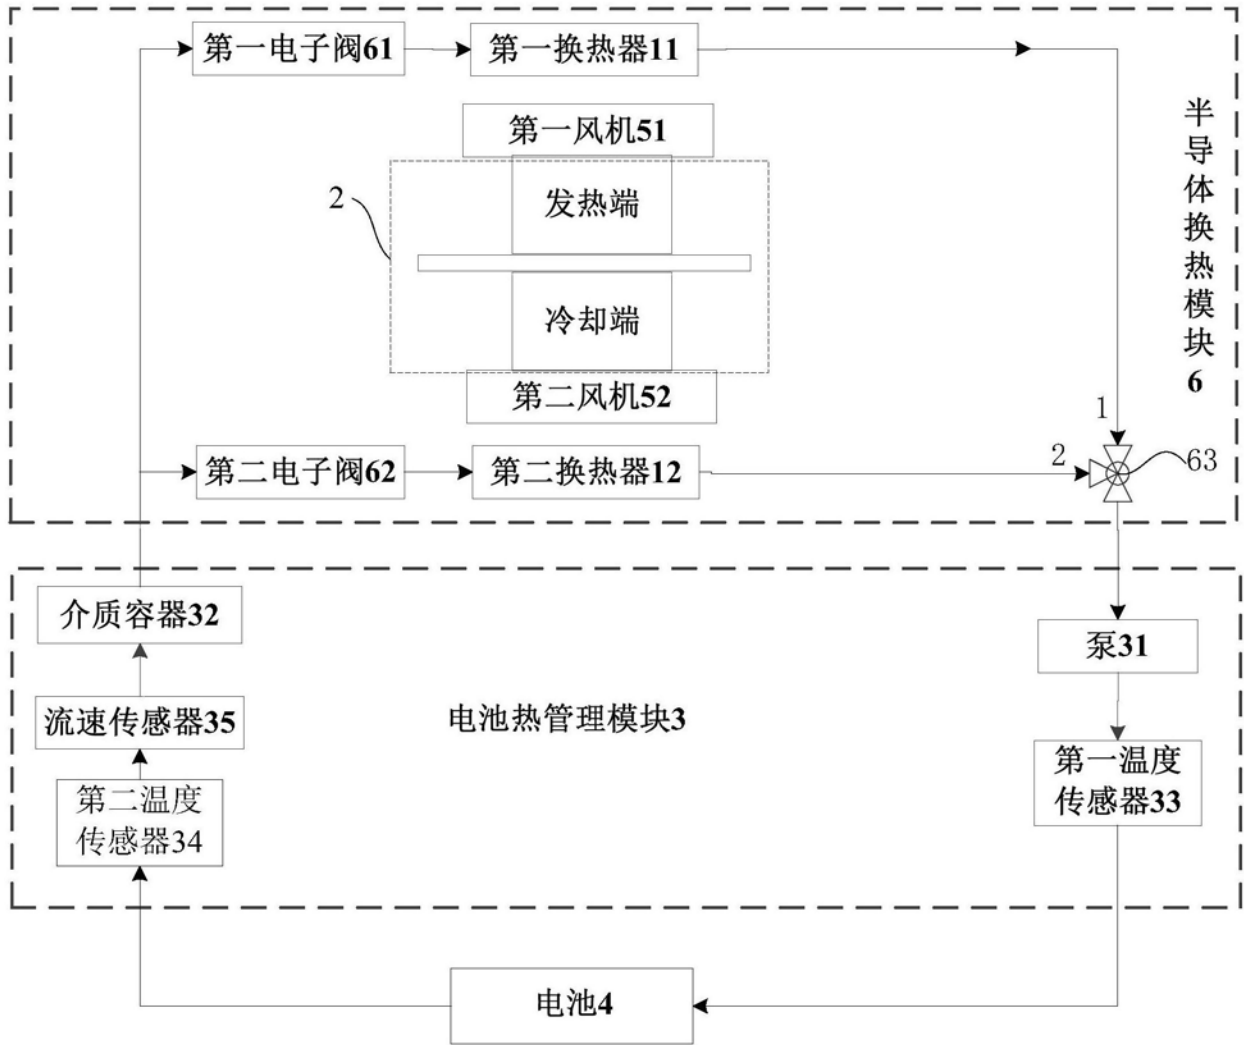 第一电子阀61
第一换热器11
第一风机51
发热端
2
冷却端
第二风机52
半导体换热模块6
1
第二电子阀62
第二换热器12
2
63
介质容器32
泵31
流速传感器35
电池热管理模块3
第一温度
传感器33
第二温度
传感器34
电池4